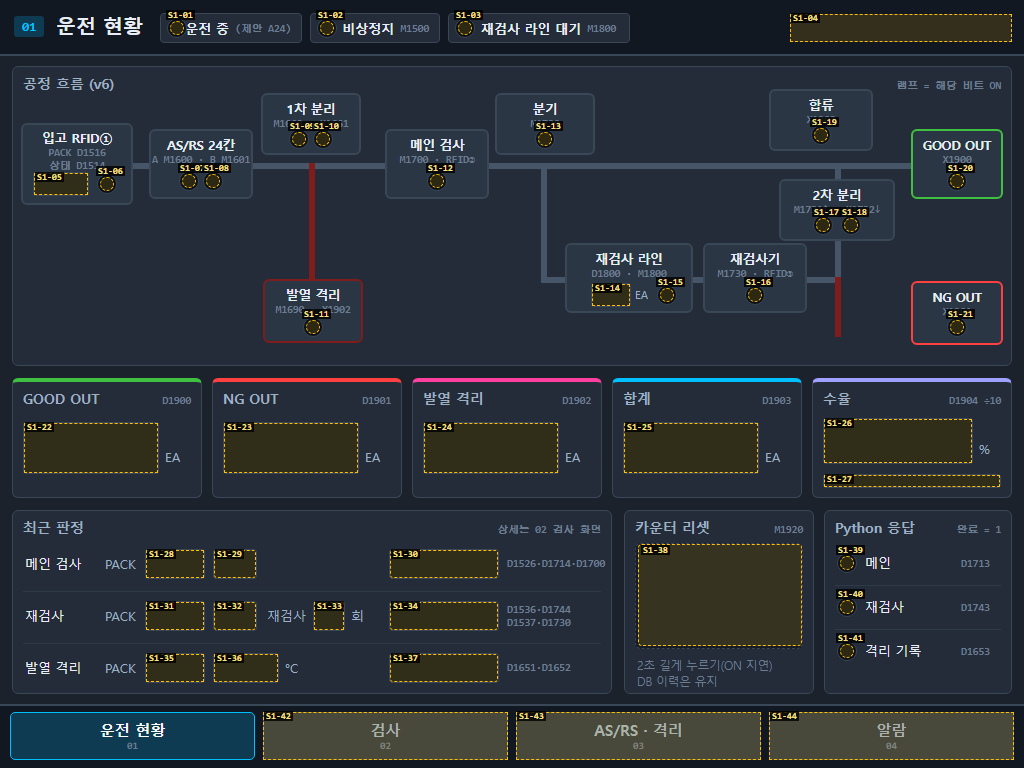 01 운전 현황
S1-01 운전 중 (제안 A24)
S1-02 비상정지 M1500
S1-03 재검사 라인 대기 M1800
S1-04
공정 흐름 (v6)
램프 = 해당 비트 ON
입고 RFID①
PACK D1516
상태 D1514
S1-05
S1-06
AS/RS 24칸
A M1600 · B M1601
S1-08
1차 분리
S1-10
발열 격리
S1-11
메인 검사
M1700 · RFID②
S1-12
분기
S1-13
재검사 라인
D1800 · M1800
S1-14 EA
S1-15
재검사기
M1730 · RFID③
S1-16
합류
S1-19
2차 분리
S1-17 S1-18
GOOD OUT
X1900
S1-20
NG OUT
S1-21
GOOD OUT D1900
S1-22 EA
NG OUT D1901
S1-23 EA
발열 격리 D1902
S1-24 EA
합계 D1903
S1-25 EA
수율 D1904 ÷10
S1-26 %
S1-27
최근 판정
상세는 02 검사 화면
메인 검사 PACK S1-28 S1-29 S1-30 D1526·D1714·D1700
재검사 PACK S1-31 S1-32 재검사 S1-33 회 S1-34 D1536·D1744
D1537·D1730
발열 격리 PACK S1-35 S1-36 °C S1-37 D1651·D1652
카운터 리셋 M1920
S1-38
2초 길게 누르기(ON 지연)
DB 이력은 유지
Python 응답 완료 = 1
S1-39 메인 D1713
S1-40 재검사 D1743
S1-41 격리 기록 D1653
운전 현황
01
S1-42 검사
02
S1-43 AS/RS · 격리
03
S1-44 알람
04